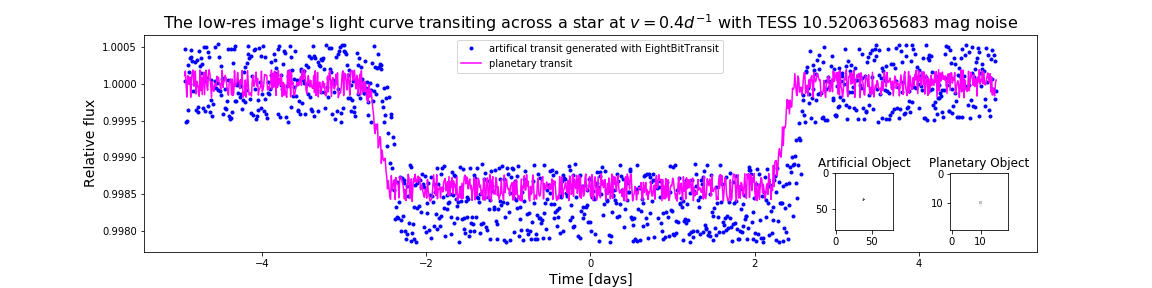 The low-res image's light curve transiting across a star at v = 0.4d⁻¹ with TESS 10.5206365683 mag noise
artifical transit generated with EightBitTransit
planetary transit
Relative flux
1.0005
1.0000
0.9995
0.9990
0.9985
0.9980
Artificial Object
0
50
0 50
Planetary Object
0
10
0 10
−4 −2 0 2 4
Time [days]